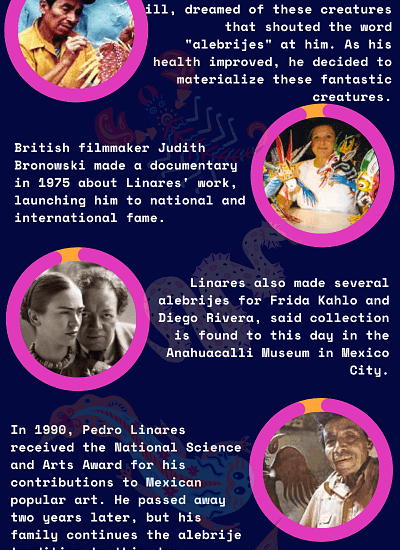 ill, dreamed of these creatures
that shouted the word
"alebrijes" at him. As his
health improved, he decided to
materialize these fantastic
creatures.
British filmmaker Judith
Bronowski made a documentary
in 1975 about Linares' work,
launching him to national and
international fame.
Linares also made several
alebrijes for Frida Kahlo and
Diego Rivera, said collection
is found to this day in the
Anahuacalli Museum in Mexico
City.
In 1990, Pedro Linares
received the National Science
and Arts Award for his
contributions to Mexican
popular art. He passed away
two years later, but his
family continues the alebrije